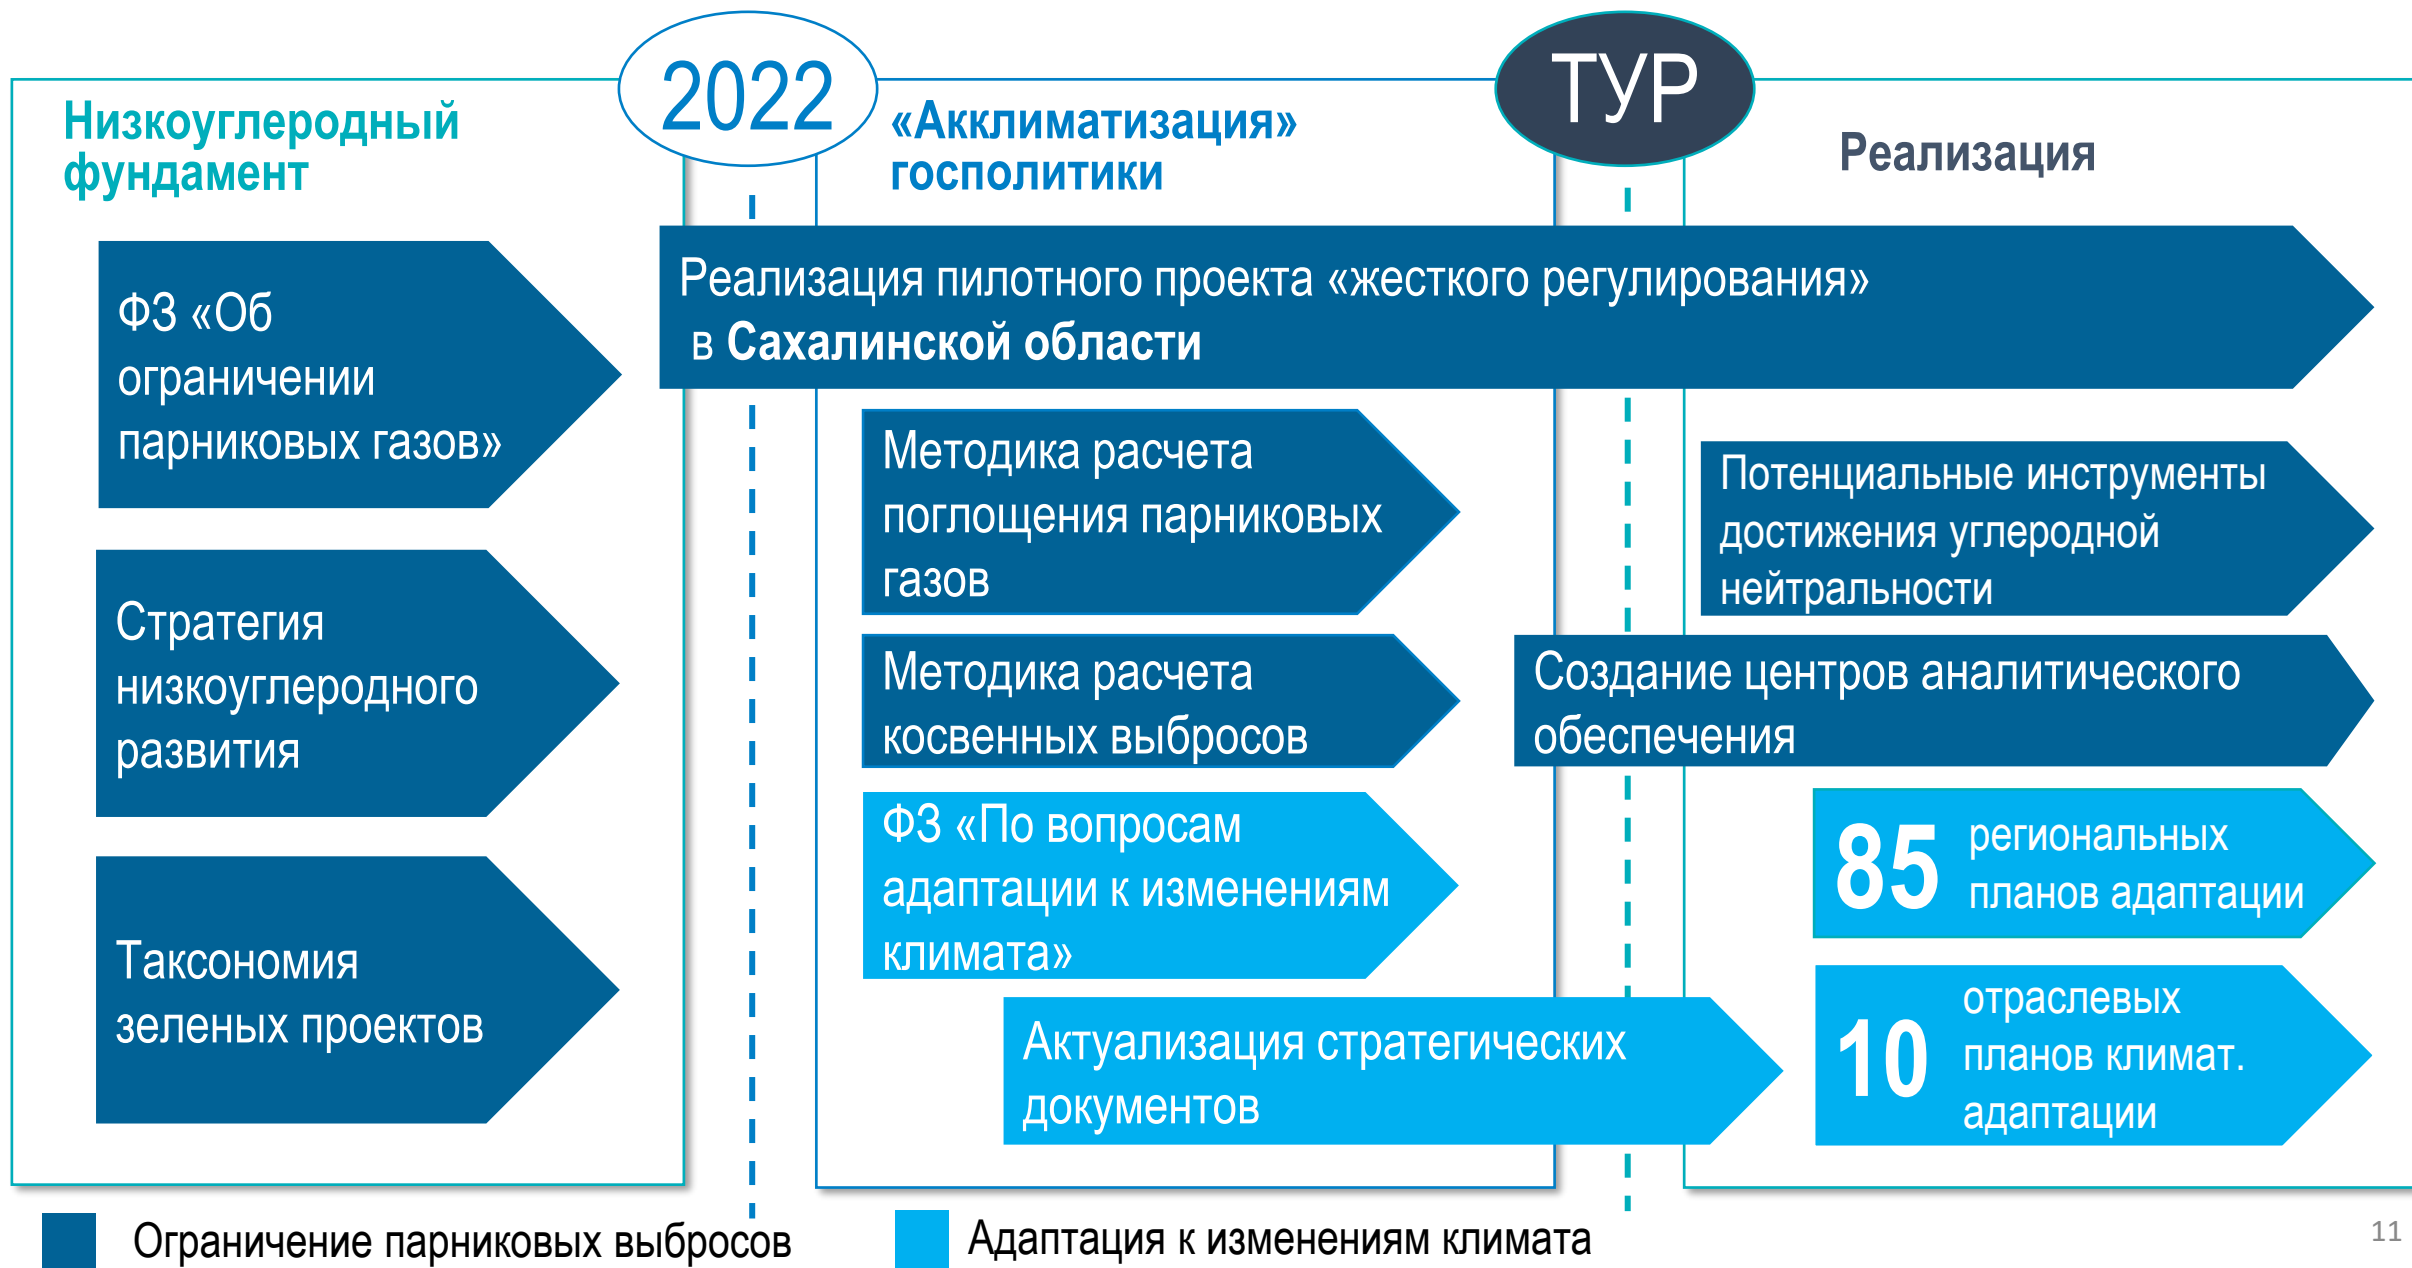 2022
ТУР
Низкоуглеродный
фундамент
«Акклиматизация»
госполитики
Реализация
ФЗ «Об
ограничении
парниковых газов»
Стратегия
низкоуглеродного
развития
Таксономия
зеленых проектов
Реализация пилотного проекта «жесткого регулирования»
в Сахалинской области
Методика расчета
поглощения парниковых
газов
Методика расчета
косвенных выбросов
ФЗ «По вопросам
адаптации к изменениям
климата»
Актуализация стратегических
документов
Потенциальные инструменты
достижения углеродной
нейтральности
Создание центров аналитического
обеспечения
85
региональных
планов адаптации
10
отраслевых
планов климат.
адаптации
Ограничение парниковых выбросов
Адаптация к изменениям климата
11